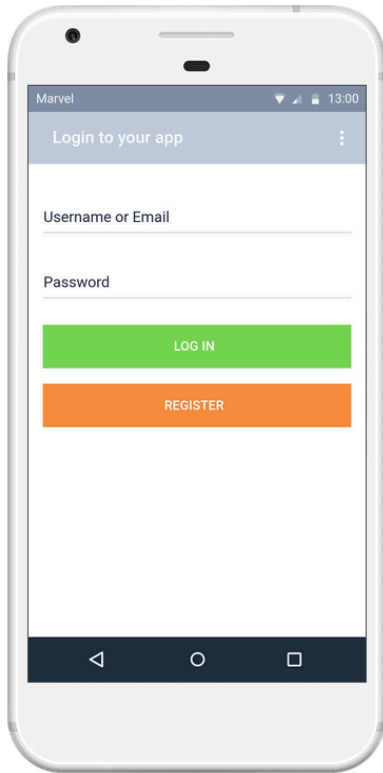 Marvel 13:00
Login to your app
Username or Email
Password
LOG IN
REGISTER